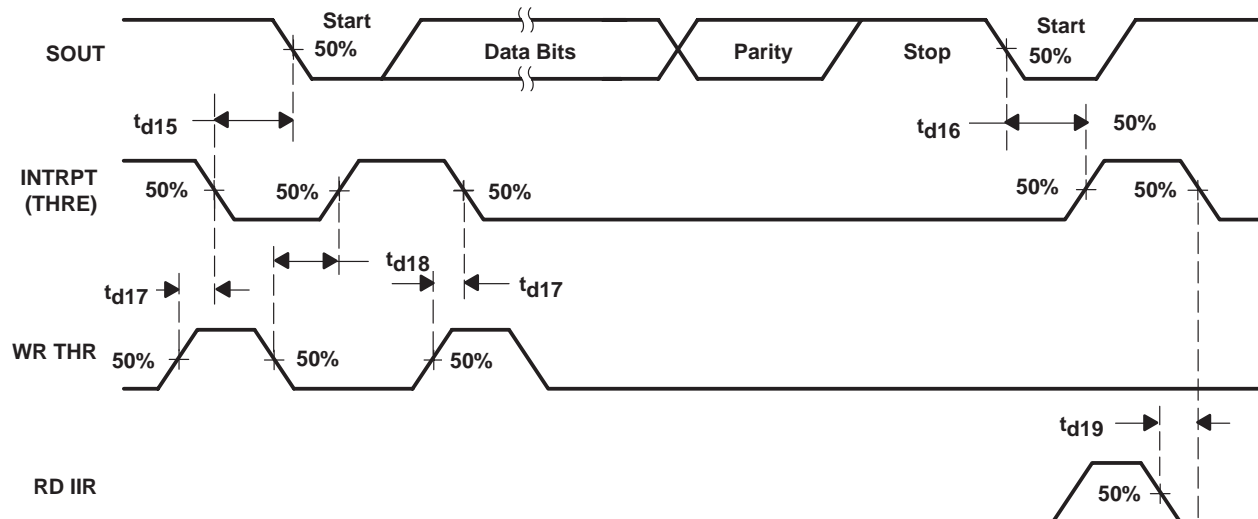 Start
Start
SOUT
50%
Data Bits
Parity
Stop
50%
td15
td16
50%
INTRPT
(THRE)
50%
50%
50%
50%
50%
td17
td18
td17
WR THR
50%
50%
50%
td19
RD IIR
50%